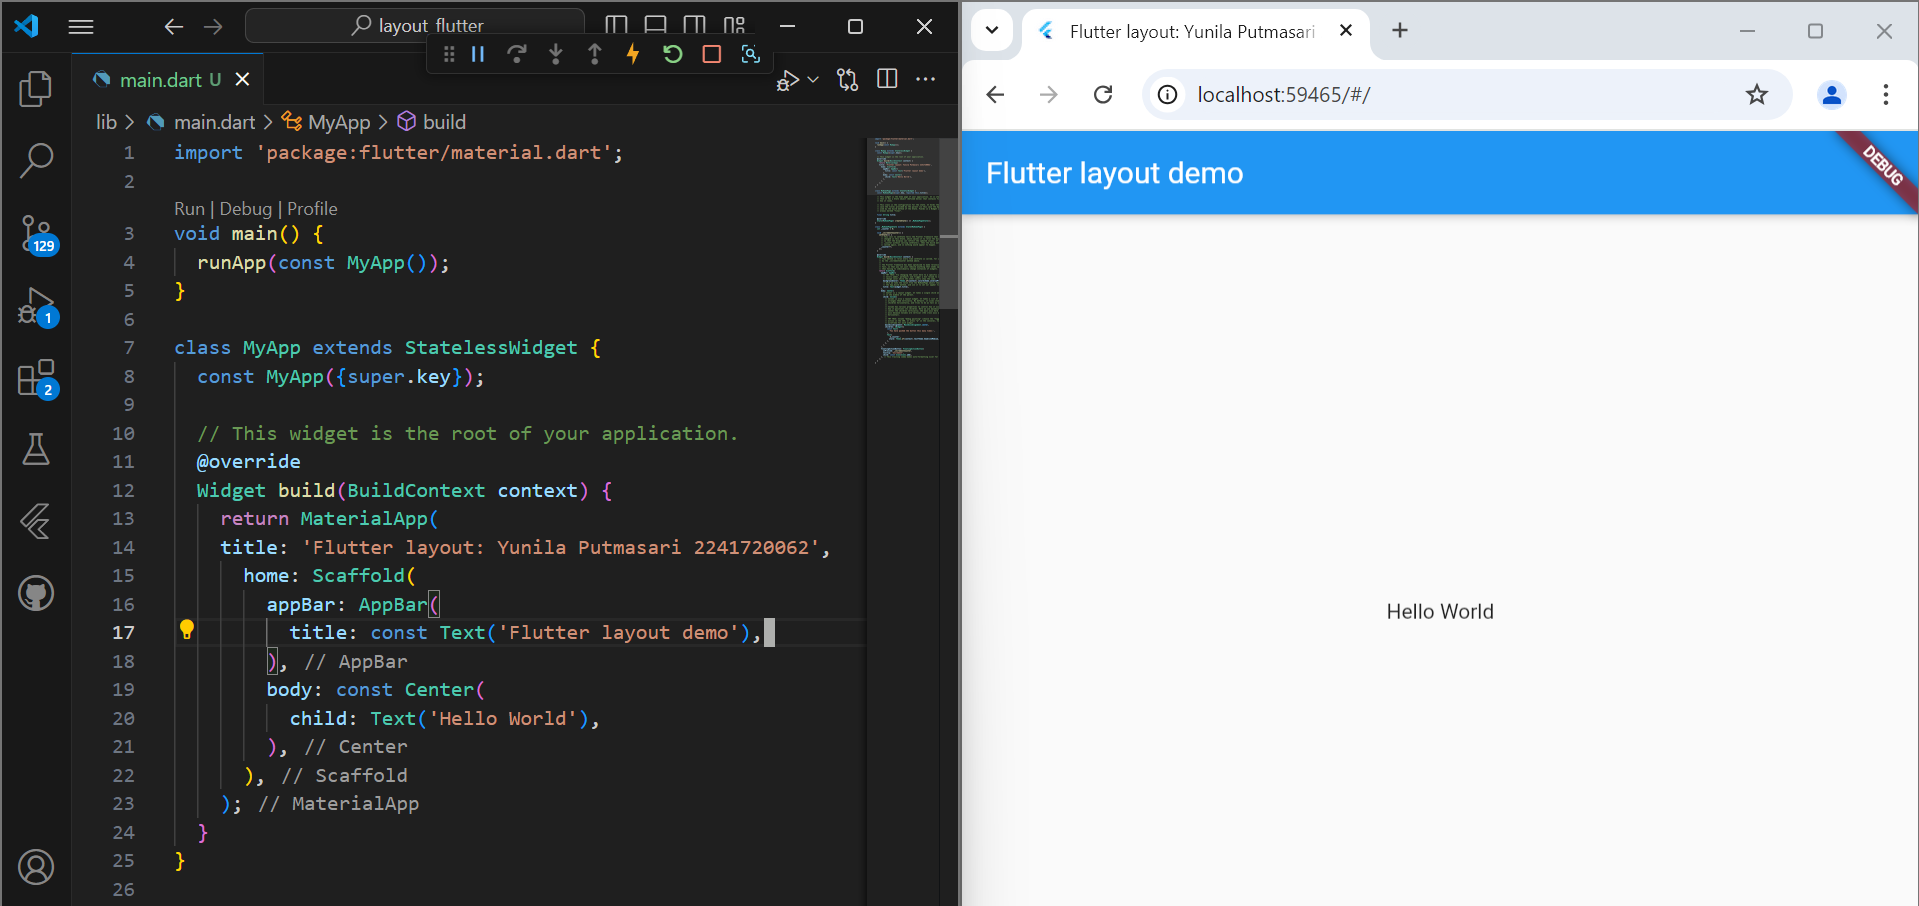 layout_flutter
main.dart U
lib > main.dart > MyApp > build
1 import 'package:flutter/material.dart';
2
Run | Debug | Profile
3 void main() {
4 runApp(const MyApp());
5 }
6
7 class MyApp extends StatelessWidget {
8 const MyApp({super.key});
9
10 // This widget is the root of your application.
11 @override
12 Widget build(BuildContext context) {
13 return MaterialApp(
14 title: 'Flutter layout: Yunila Putmasari 2241720062',
15 home: Scaffold(
16 appBar: AppBar(
17 title: const Text('Flutter layout demo'),
18 ), // AppBar
19 body: const Center(
20 child: Text('Hello World'),
21 ), // Center
22 ), // Scaffold
23 ); // MaterialApp
24 }
25 }
26
129
1
2
Flutter layout: Yunila Putmasari
localhost:59465/#/
Flutter layout demo
DEBUG
Hello World